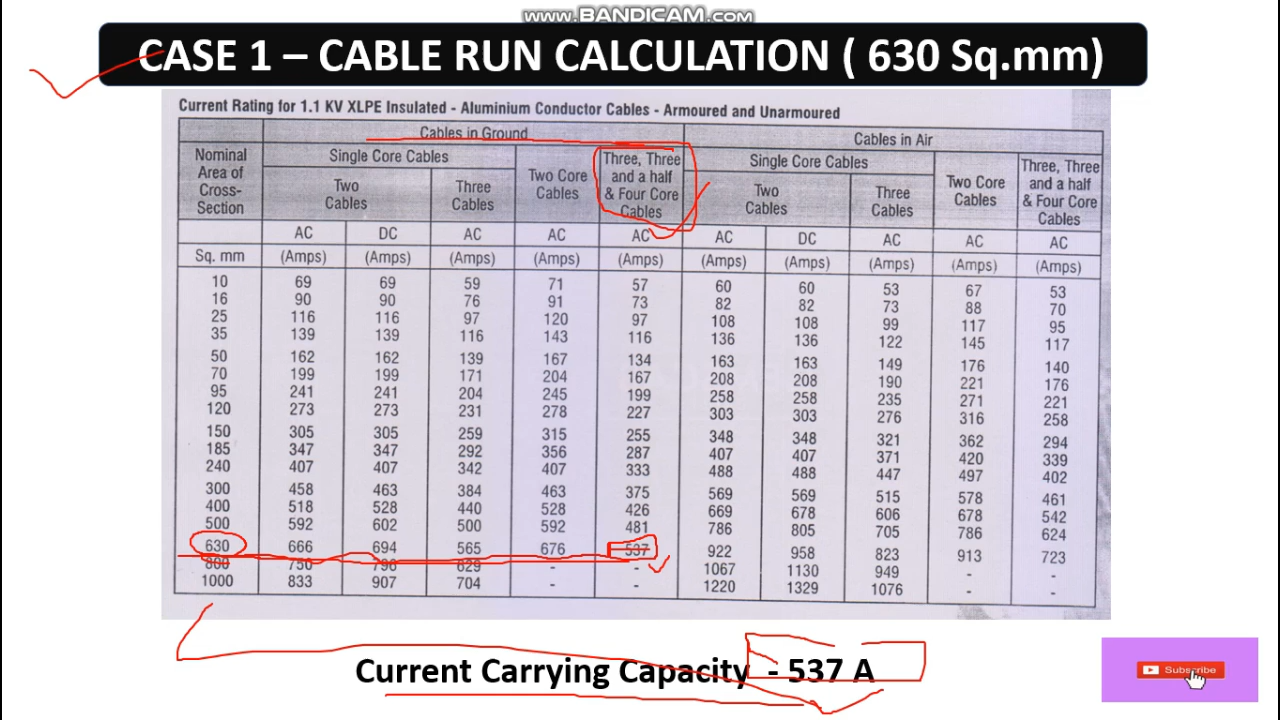 www.BANDICAM.com
CASE 1 – CABLE RUN CALCULATION ( 630 Sq.mm)
Current Rating for 1.1 KV XLPE Insulated - Aluminium Conductor Cables - Armoured and Unarmoured
Nominal Area of Cross-Section
Cables in Ground
Cables in Air
Single Core Cables
Two Core Cables
Three, Three and a half & Four Core Cables
Single Core Cables
Two Core Cables
Three, Three and a half & Four Core Cables
Two Cables
Three Cables
Two Cables
Three Cables
AC DC AC AC AC AC DC AC AC AC
Sq. mm (Amps) (Amps) (Amps) (Amps) (Amps) (Amps) (Amps) (Amps) (Amps) (Amps)
10 69 69 59 71 57 60 60 53 67 53
16 90 90 76 91 73 82 82 73 88 70
25 116 116 97 120 97 108 108 99 117 95
35 139 139 116 143 116 136 136 122 145 117
50 162 162 139 167 134 163 163 149 176 140
70 199 199 171 204 167 208 208 190 221 176
95 241 241 204 245 199 258 258 235 271 221
120 273 273 231 278 227 303 303 276 316 258
150 305 305 259 315 255 348 348 321 362 294
185 347 347 292 356 287 407 407 371 420 339
240 407 407 342 407 333 488 488 447 497 402
300 458 463 384 463 375 569 569 515 578 461
400 518 528 440 528 426 669 678 606 678 542
500 592 602 500 592 481 786 805 705 786 624
630 666 694 565 676 537 922 958 823 913 723
800 750 796 629 - - 1067 1130 949 - -
1000 833 907 704 - - 1220 1329 1076 - -
Current Carrying Capacity - 537 A
Subscribe